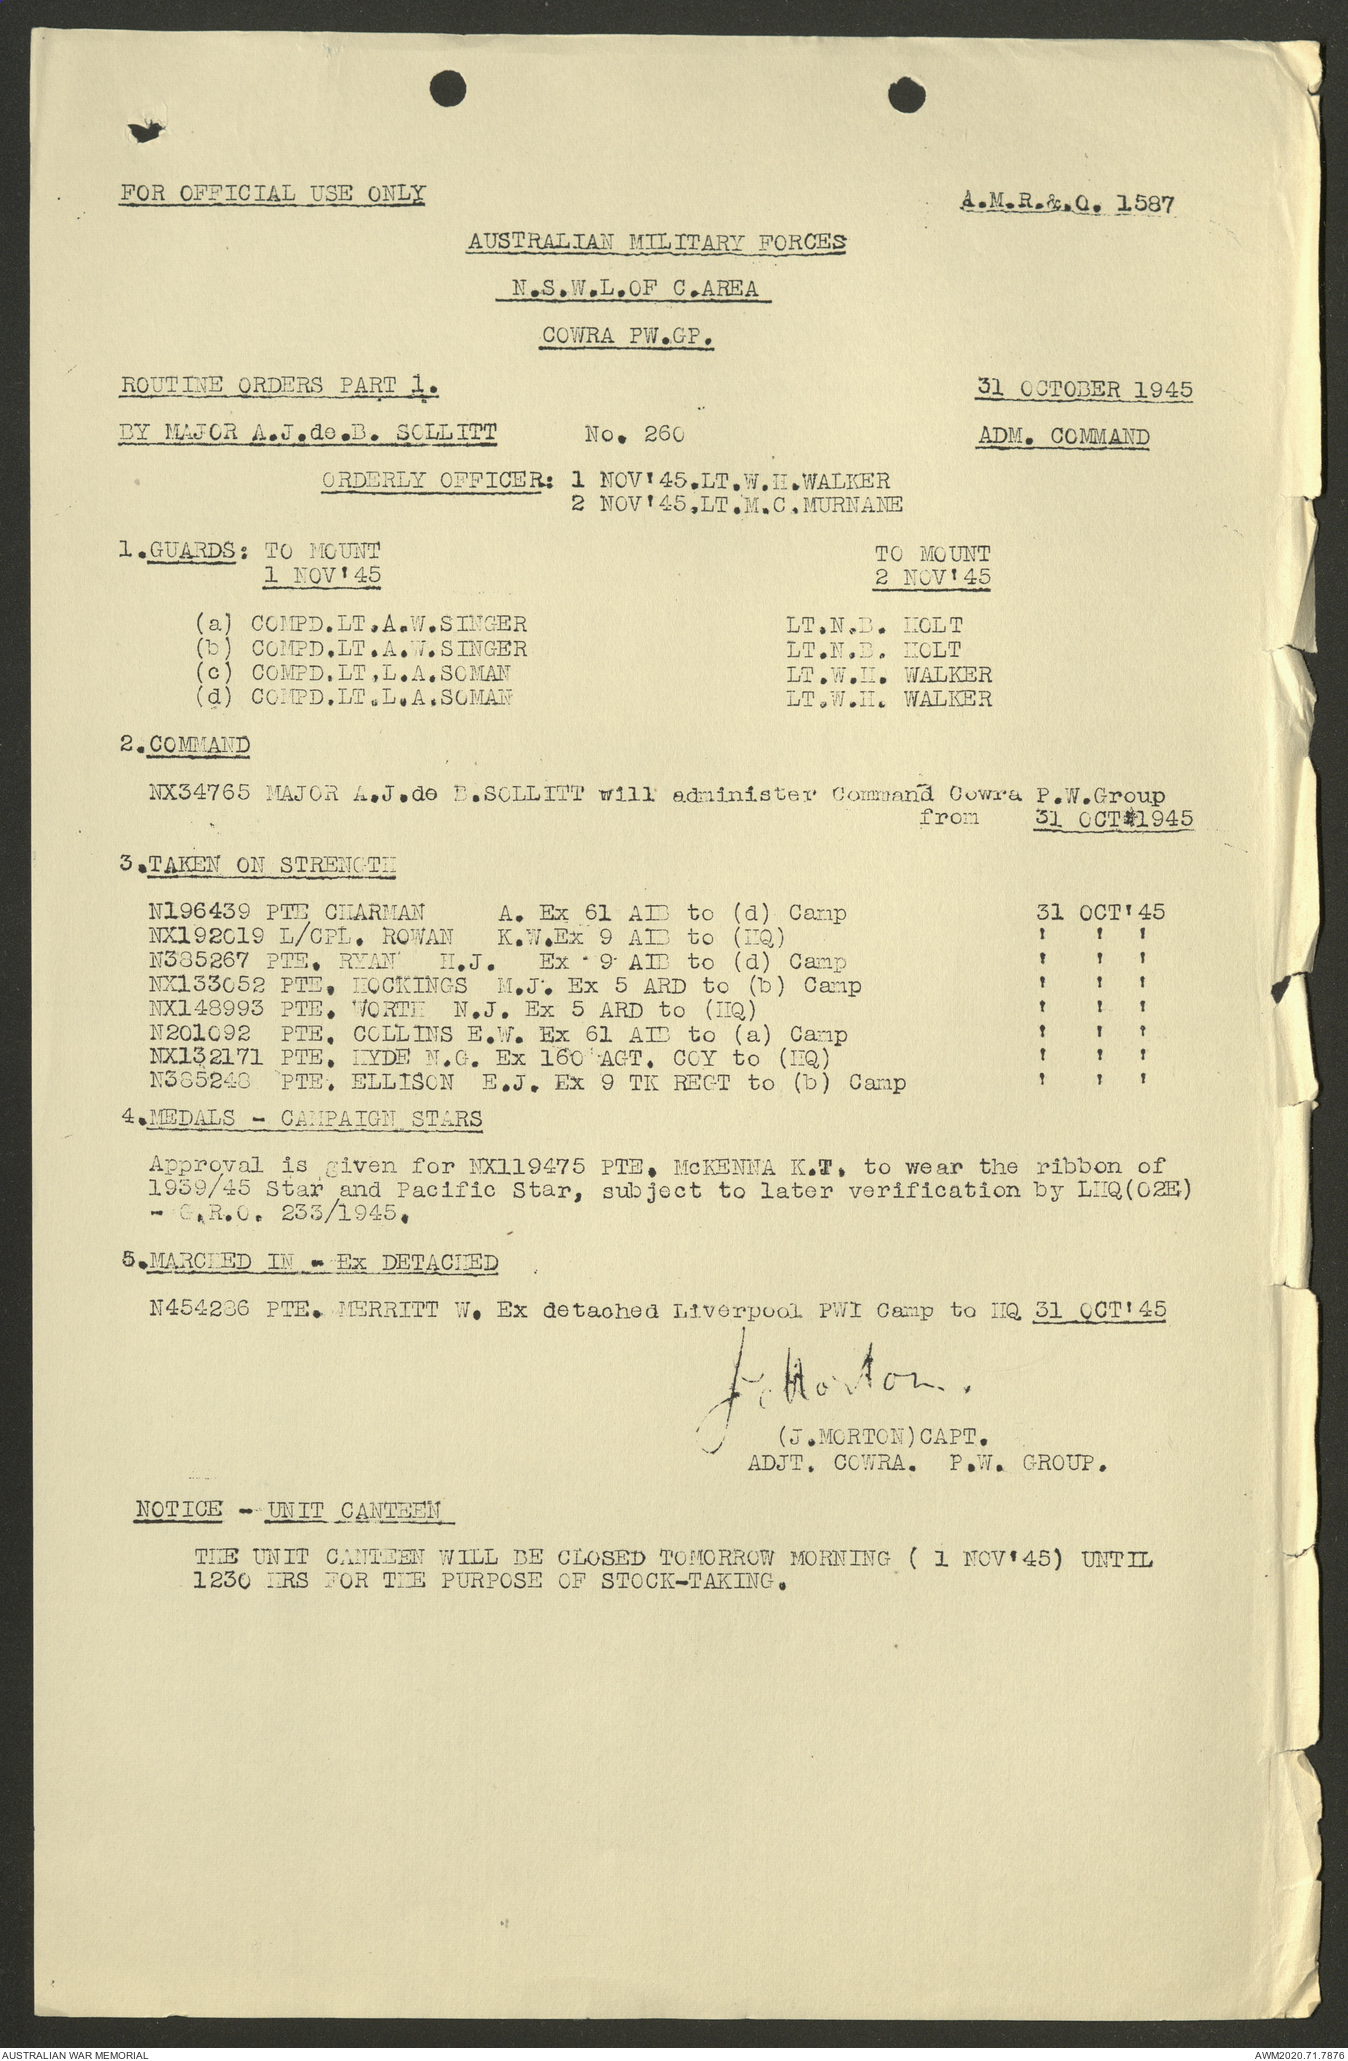 FOR OFFICIAL USE ONLY A.M.R.&.O. 1587
AUSTRALIAN MILITARY FORCES
N.S.W.L.OF C.AREA
COWRA PW.GP.
ROUTINE ORDERS PART 1. 31 OCTOBER 1945
BY MAJOR A.J.de.B. SOLLITT No. 260 ADM. COMMAND
ORDERLY OFFICER: 1 NOV'45.LT.W.H.WALKER
2 NOV'45.LT.M.C.MURNANE
1.GUARDS: TO MOUNT TO MOUNT
1 NOV'45 2 NOV'45
(a) COMPD.LT.A.W.SINGER LT.N.B. HOLT
(b) COMPD.LT.A.W.SINGER LT.N.B. HOLT
(c) COMPD.LT.L.A.SOMAN LT.W.H. WALKER
(d) COMPD.LT.L.A.SOMAN LT.W.H. WALKER
2.COMMAND
NX34765 MAJOR A.J.de B.SOLLITT will administer Command Cowra P.W.Group
from 31 OCT'1945
3.TAKEN ON STRENGTH
N196439 PTE CHARMAN A. Ex 61 AIB to (d) Camp 31 OCT'45
NX192019 L/CPL. ROWAN K.W.Ex 9 AIB to (HQ) ' ' '
N385267 PTE. RYAN H.J. Ex 9 AIB to (d) Camp ' ' '
NX133052 PTE. HOCKINGS M.J. Ex 5 ARD to (b) Camp ' ' '
NX148993 PTE. WORTH N.J. Ex 5 ARD to (HQ) ' ' '
N201092 PTE. COLLINS E.W. Ex 61 AIB to (a) Camp ' ' '
NX132171 PTE. HYDE N.G. Ex 160 AGT. COY to (HQ) ' ' '
N385248 PTE. ELLISON E.J. Ex 9 TK REGT to (b) Camp ' ' '
4.MEDALS - CAMPAIGN STARS
Approval is given for NX119475 PTE. McKENNA K.T. to wear the ribbon of
1939/45 Star and Pacific Star, subject to later verification by LHQ(02E)
- G.R.O. 233/1945.
5.MARCHED IN - Ex DETACHED
N454286 PTE. MERRITT W. Ex detached Liverpool PWI Camp to HQ 31 OCT'45
J. Morton.
(J.MORTON)CAPT.
ADJT. COWRA. P.W. GROUP.
NOTICE - UNIT CANTEEN
THE UNIT CANTEEN WILL BE CLOSED TOMORROW MORNING ( 1 NOV'45) UNTIL
1230 HRS FOR THE PURPOSE OF STOCK-TAKING.
AUSTRALIAN WAR MEMORIAL AWM2020.71.7876